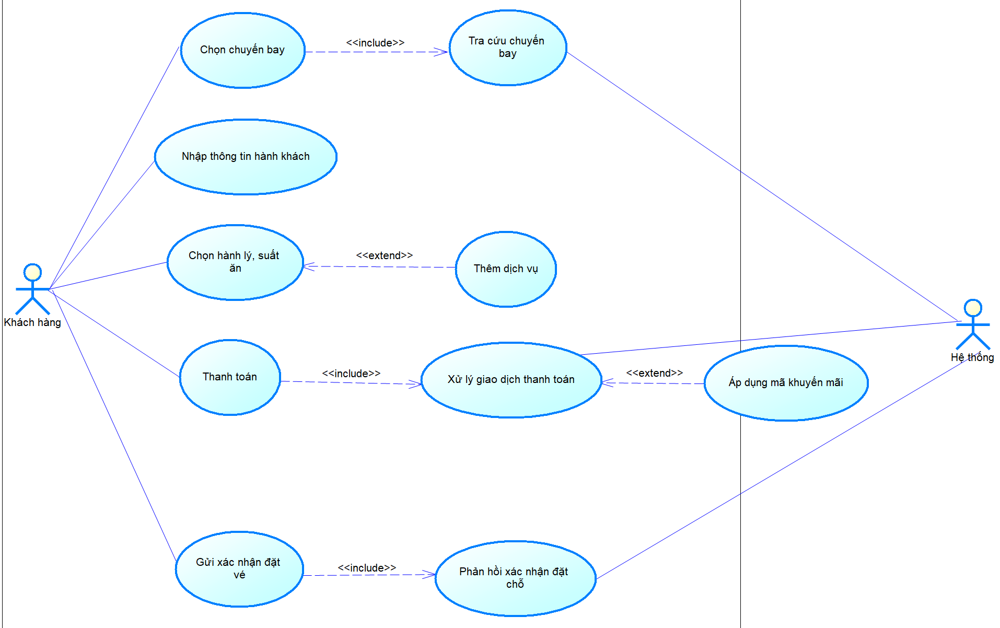 Chọn chuyến bay
<<include>>
Tra cứu chuyến
bay
Nhập thông tin hành khách
Chọn hành lý, suất
ăn
<<extend>>
Thêm dịch vụ
Khách hàng
Hệ thống
Thanh toán
<<include>>
Xử lý giao dịch thanh toán
<<extend>>
Áp dụng mã khuyến mãi
Gửi xác nhận đặt
vé
<<include>>
Phản hồi xác nhận đặt
chỗ